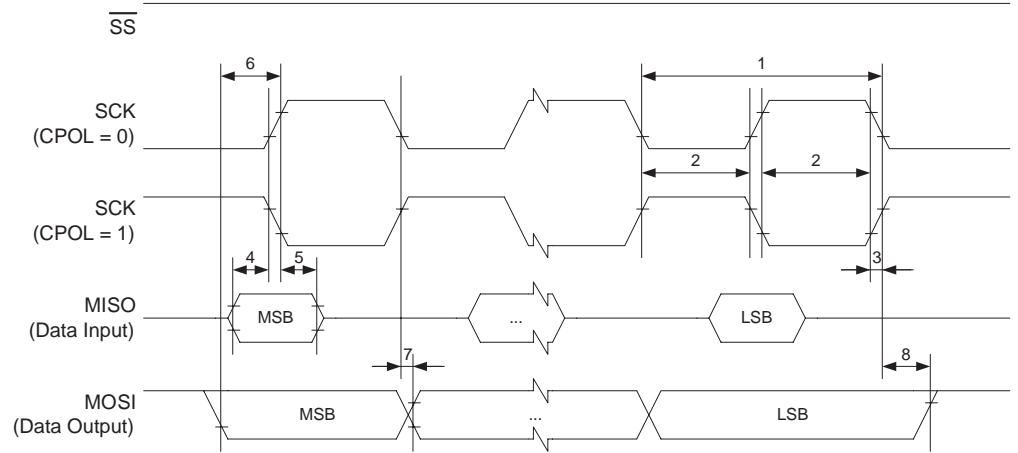 SS
6
1
SCK
(CPOL = 0)
2
2
SCK
(CPOL = 1)
4
5
3
MISO
(Data Input)
MSB
...
LSB
7
8
MOSI
(Data Output)
MSB
...
LSB